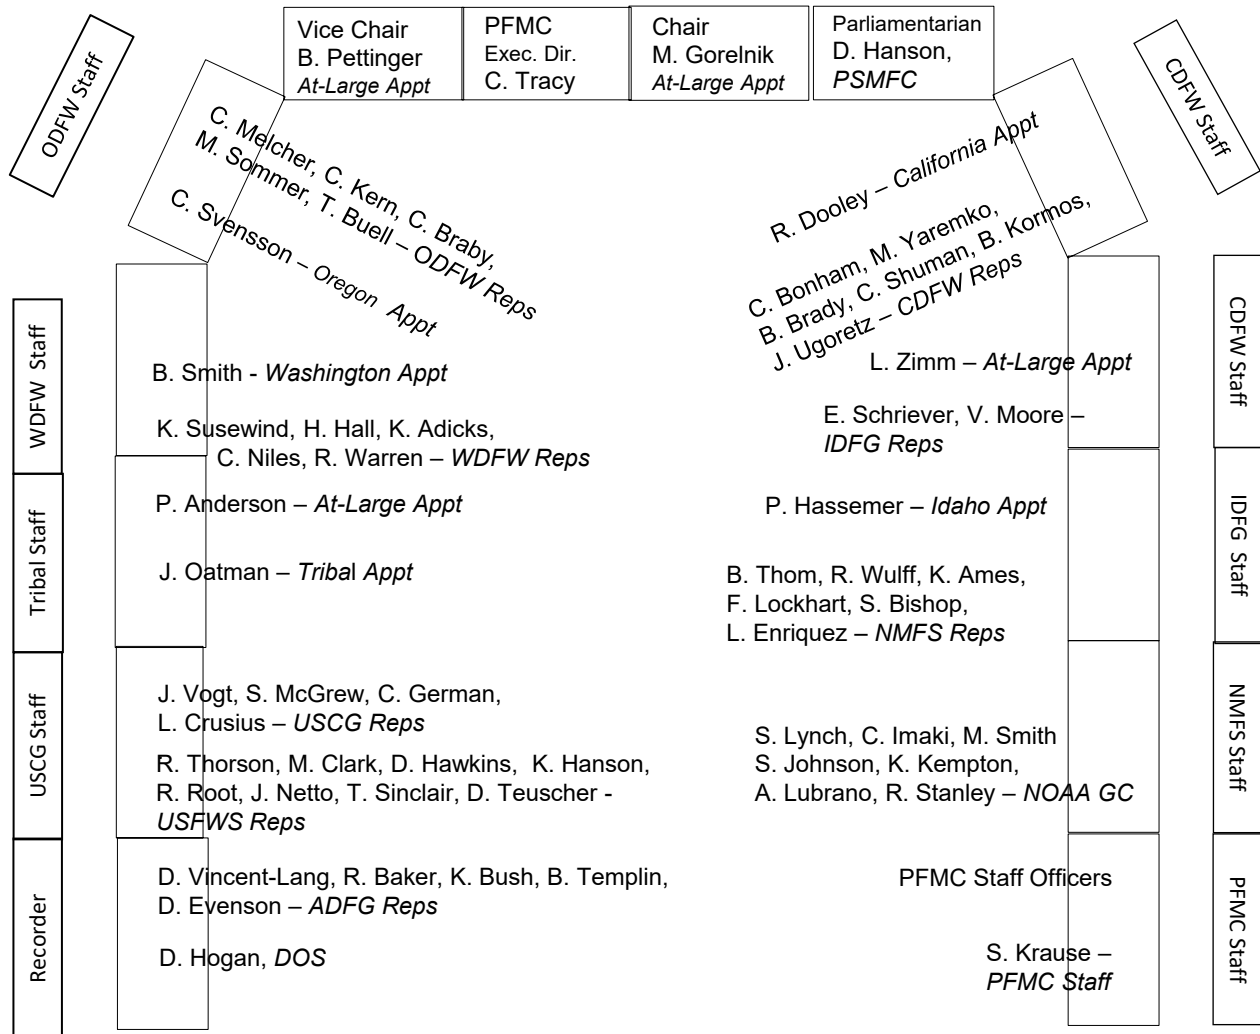 Vice Chair
B. Pettinger
At-Large Appt
PFMC
Exec. Dir.
C. Tracy
Chair
M. Gorelnik
At-Large Appt
Parliamentarian
D. Hanson,
PSMFC
ODFW Staff
CDFW Staff
C. Melcher, C. Kern, C. Braby,
M. Sommer, T. Buell – ODFW Reps
C. Svensson – Oregon Appt
R. Dooley – California Appt
C. Bonham, M. Yaremko,
B. Brady, C. Shuman, B. Kormos,
J. Ugoretz – CDFW Reps
WDFW Staff
B. Smith - Washington Appt
K. Susewind, H. Hall, K. Adicks,
C. Niles, R. Warren – WDFW Reps
L. Zimm – At-Large Appt
E. Schriever, V. Moore –
IDFG Reps
CDFW Staff
Tribal Staff
P. Anderson – At-Large Appt
J. Oatman – Tribal Appt
P. Hassemer – Idaho Appt
B. Thom, R. Wulff, K. Ames,
F. Lockhart, S. Bishop,
L. Enriquez – NMFS Reps
IDFG Staff
USCG Staff
J. Vogt, S. McGrew, C. German,
L. Crusius – USCG Reps
R. Thorson, M. Clark, D. Hawkins, K. Hanson,
R. Root, J. Netto, T. Sinclair, D. Teuscher -
USFWS Reps
S. Lynch, C. Imaki, M. Smith
S. Johnson, K. Kempton,
A. Lubrano, R. Stanley – NOAA GC
NMFS Staff
Recorder
D. Vincent-Lang, R. Baker, K. Bush, B. Templin,
D. Evenson – ADFG Reps
D. Hogan, DOS
PFMC Staff Officers
S. Krause –
PFMC Staff
PFMC Staff